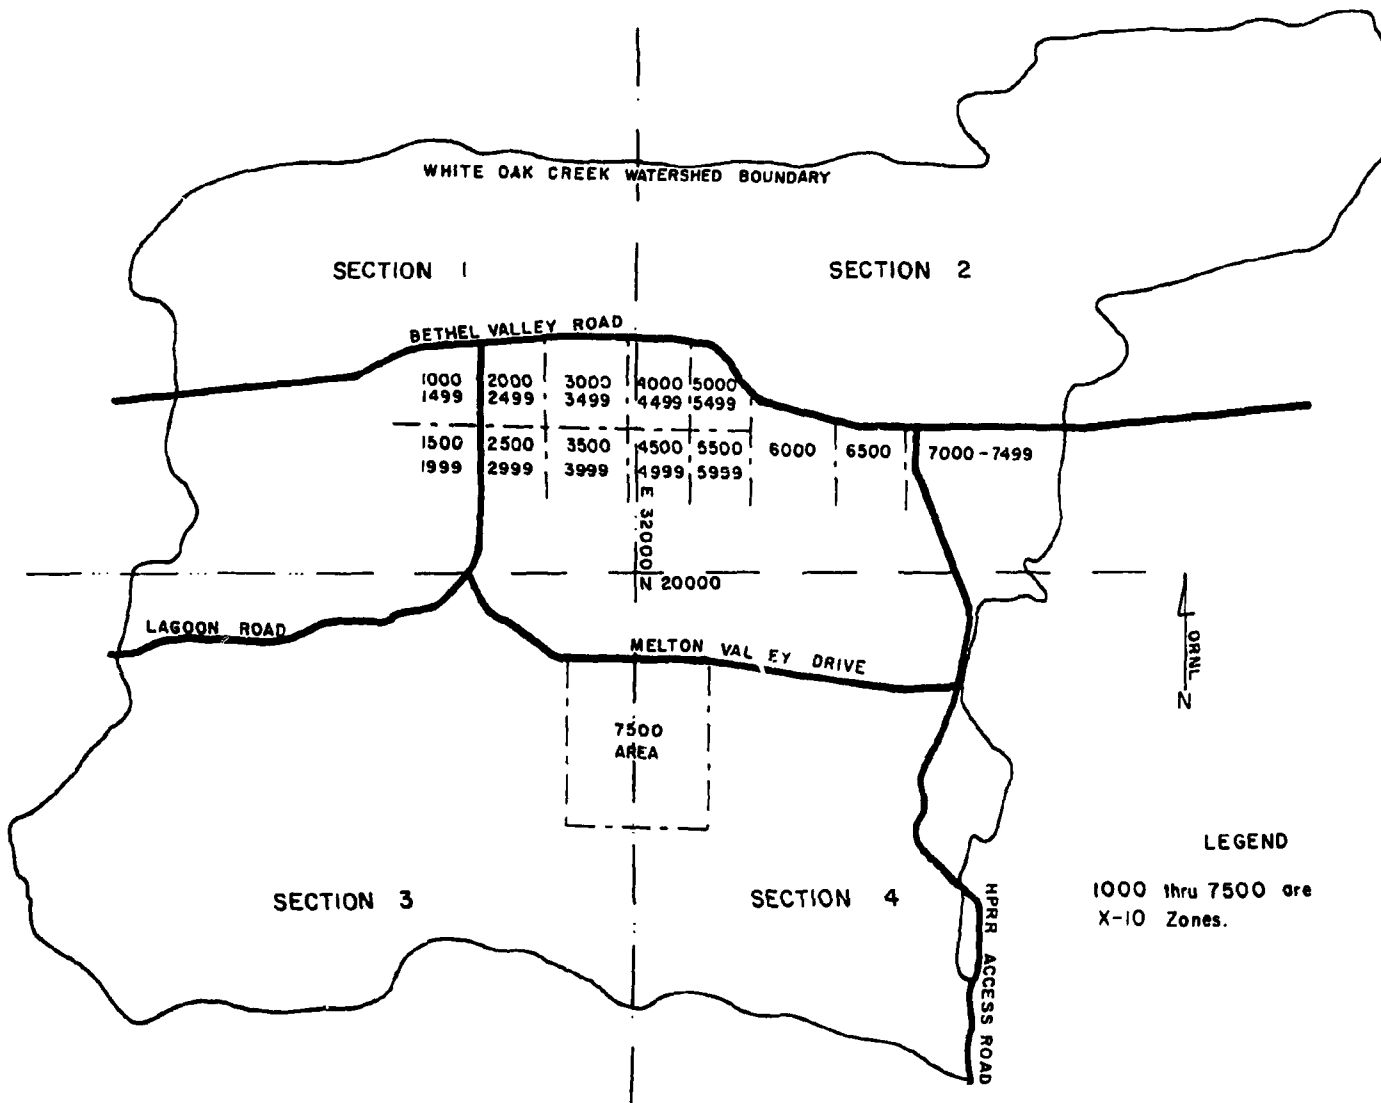 WHITE OAK CREEK WATERSHED BOUNDARY
SECTION 1
SECTION 2
BETHEL VALLEY ROAD
1000 2000 3000 4000 5000
1499 2499 3499 4499 5499
1500 2500 3500 4500 5500 6000 6500 7000-7499
1999 2999 3999 4999 5999
E 32000
N 20000
LAGOON ROAD
MELTON VAL EY DRIVE
ORNL
N
7500
AREA
LEGEND
1000 thru 7500 are
X-10 Zones.
SECTION 3
SECTION 4
HPRR ACCESS ROAD